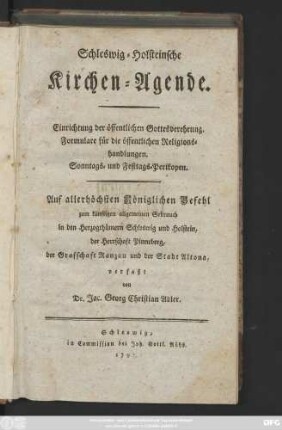 Schleswig-Holsteinsche
Kirchen-Agende.
Einrichtung der öffentlichen Gottesverehrung.
Formulare für die öffentlichen Religions-
handlungen.
Sonntags- und Festtags-Perikopen.
Auf allerhöchsten Königlichen Befehl
zum künftigen allgemeinen Gebrauch
in den Herzogthümern Schleswig und Holstein,
der Herrschaft Pinneberg,
der Grafschaft Ranzau und der Stadt Altona,
verfaßt
von
Dr. Jac. Georg Christian Adler.
Schleswig,
in Commission bei Joh. Gottl. Röhß.